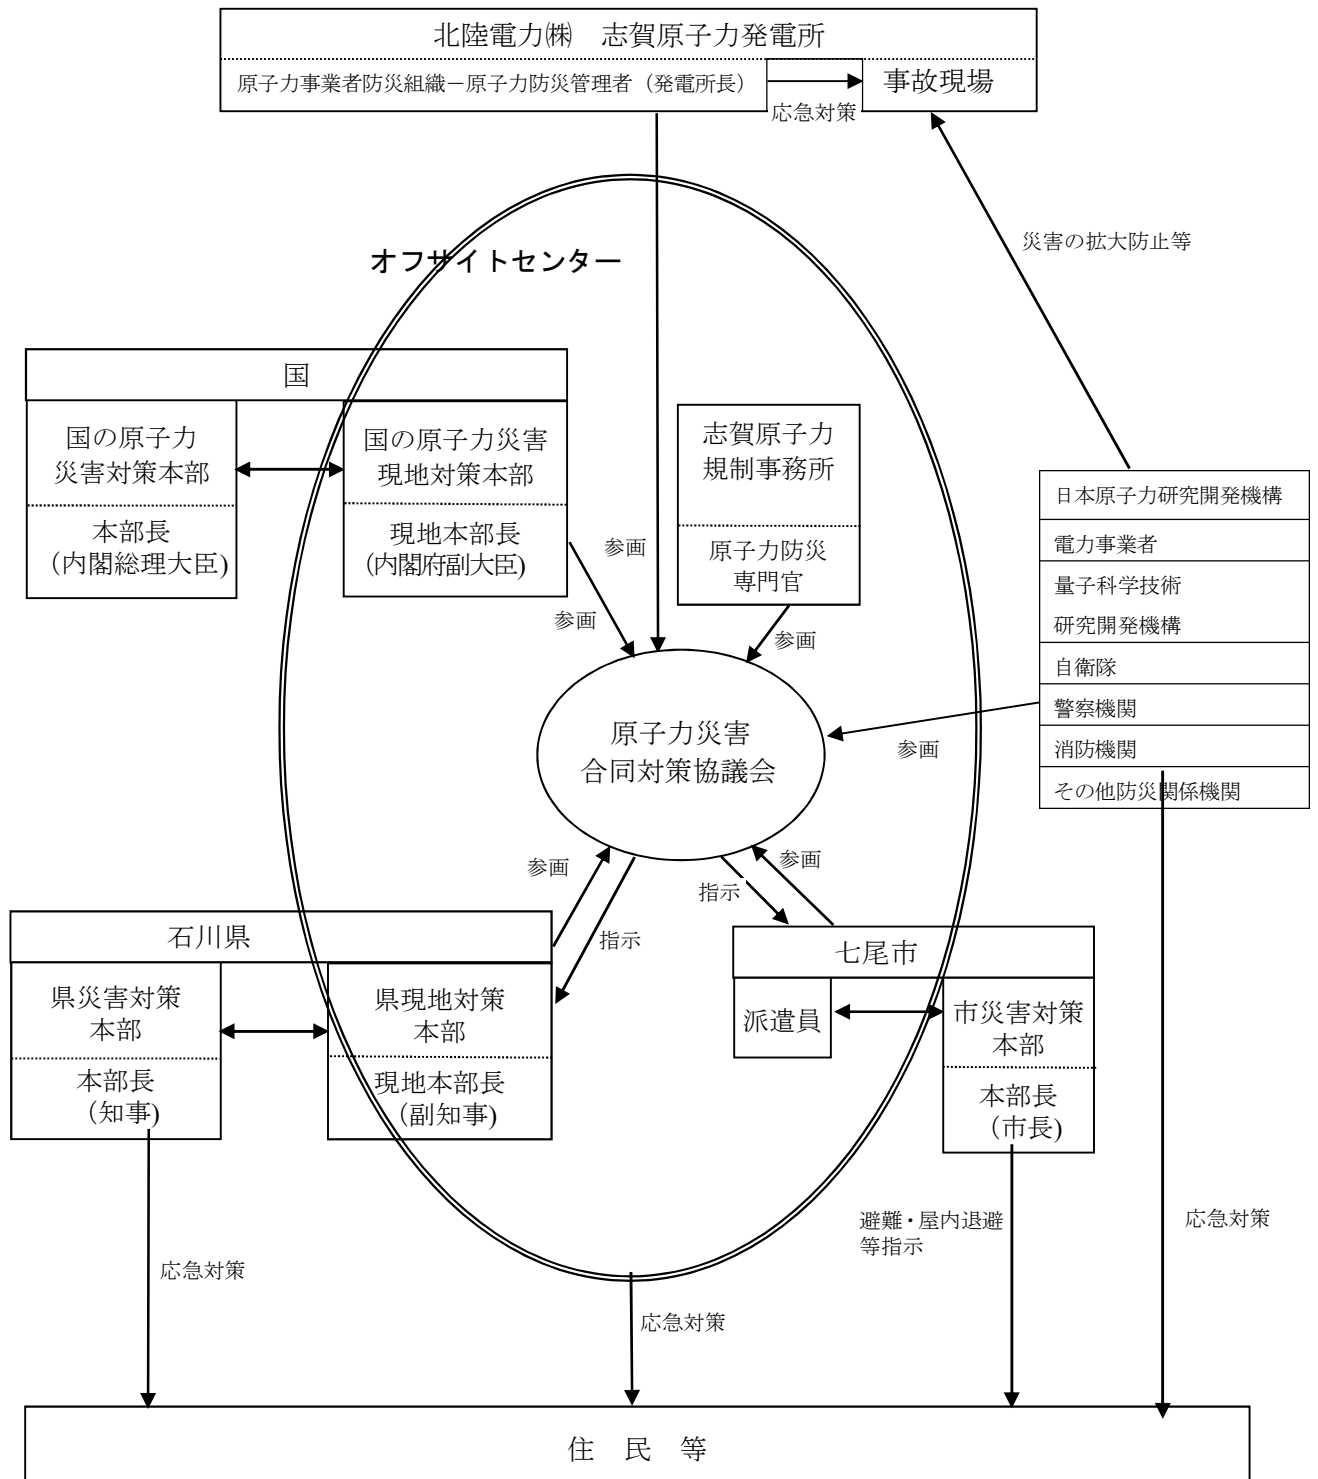 北陸電力㈱　志賀原子力発電所
原子力事業者防災組織－原子力防災管理者（発電所長）
事故現場
応急対策
災害の拡大防止等
オフサイトセンター
国
国の原子力
災害対策本部
本部長
(内閣総理大臣)
国の原子力災害
現地対策本部
現地本部長
(内閣府副大臣)
志賀原子力
規制事務所
原子力防災
専門官
参画
参画
参画
日本原子力研究開発機構
電力事業者
量子科学技術
研究開発機構
自衛隊
警察機関
消防機関
その他防災関係機関
参画
原子力災害
合同対策協議会
参画
指示
指示
参画
石川県
県災害対策
本部
本部長
（知事)
県現地対策
本部
現地本部長
(副知事)
七尾市
派遣員
市災害対策
本部
本部長
（市長)
応急対策
応急対策
避難・屋内退避
等指示
応急対策
住　民　等